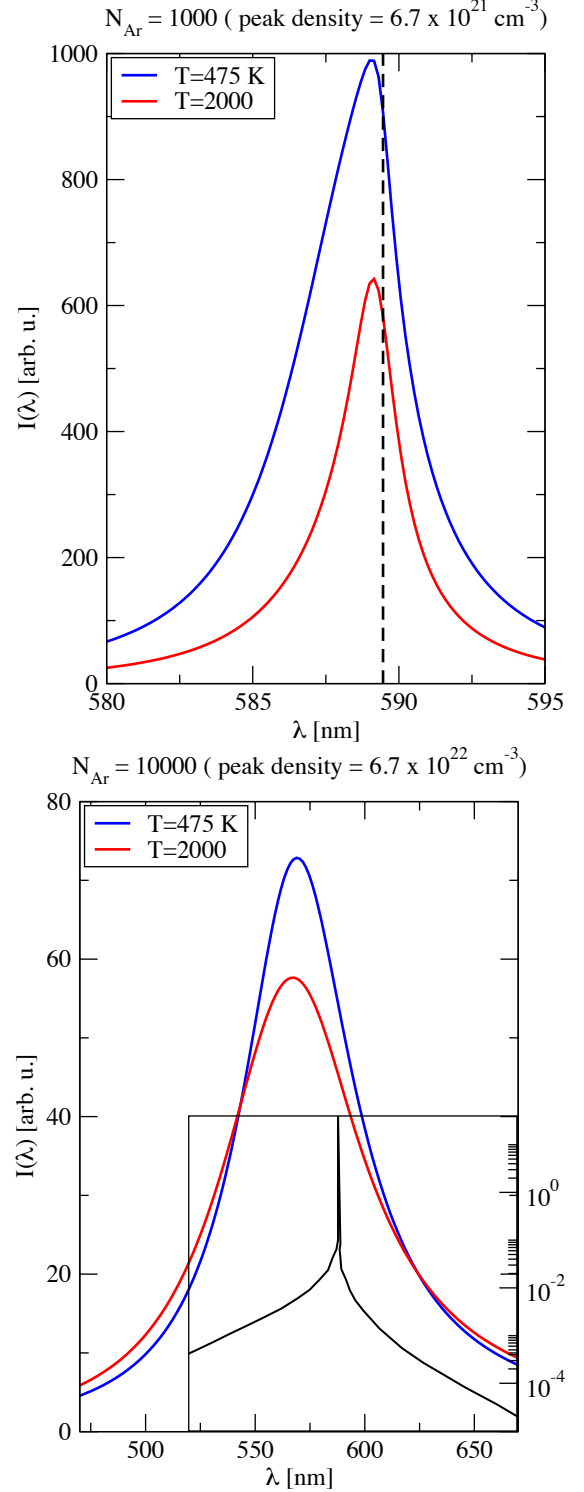 N_Ar = 1000 ( peak density = 6.7 x 10^21 cm^-3)
T=475 K
T=2000
1000
800
600
400
200
0
I(λ) [arb. u.]
580 585 590 595
λ [nm]
N_Ar = 10000 ( peak density = 6.7 x 10^22 cm^-3)
T=475 K
T=2000
80
60
40
20
0
I(λ) [arb. u.]
10^0
10^-2
10^-4
500 550 600 650
λ [nm]